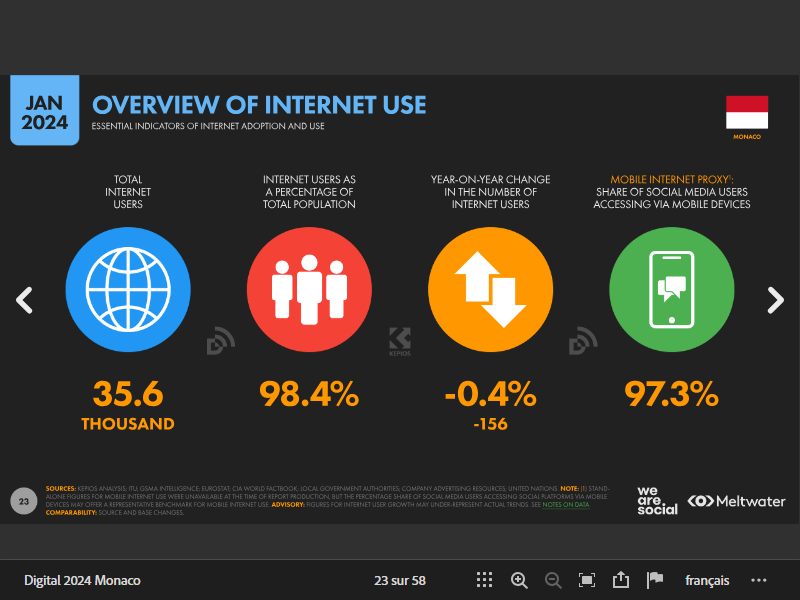 JAN
2024
OVERVIEW OF INTERNET USE
ESSENTIAL INDICATORS OF INTERNET ADOPTION AND USE
MONACO
TOTAL
INTERNET
USERS
INTERNET USERS AS
A PERCENTAGE OF
TOTAL POPULATION
YEAR-ON-YEAR CHANGE
IN THE NUMBER OF
INTERNET USERS
MOBILE INTERNET PROXY¹:
SHARE OF SOCIAL MEDIA USERS
ACCESSING VIA MOBILE DEVICES
KEPIOS
35.6
THOUSAND
98.4%
-0.4%
-156
97.3%
23
SOURCES: KEPIOS ANALYSIS; ITU; GSMA INTELLIGENCE; EUROSTAT; CIA WORLD FACTBOOK; LOCAL GOVERNMENT AUTHORITIES; COMPANY ADVERTISING RESOURCES; UNITED NATIONS. NOTE: (1) STAND-
ALONE FIGURES FOR MOBILE INTERNET USE WERE UNAVAILABLE AT THE TIME OF REPORT PRODUCTION, BUT THE PERCENTAGE SHARE OF SOCIAL MEDIA USERS ACCESSING SOCIAL PLATFORMS VIA MOBILE
DEVICES MAY OFFER A REPRESENTATIVE BENCHMARK FOR MOBILE INTERNET USE. ADVISORY: FIGURES FOR INTERNET USER GROWTH MAY UNDER-REPRESENT ACTUAL TRENDS. SEE NOTES ON DATA.
COMPARABILITY: SOURCE AND BASE CHANGES.
we
are.
social
Meltwater
Digital 2024 Monaco
23 sur 58
français